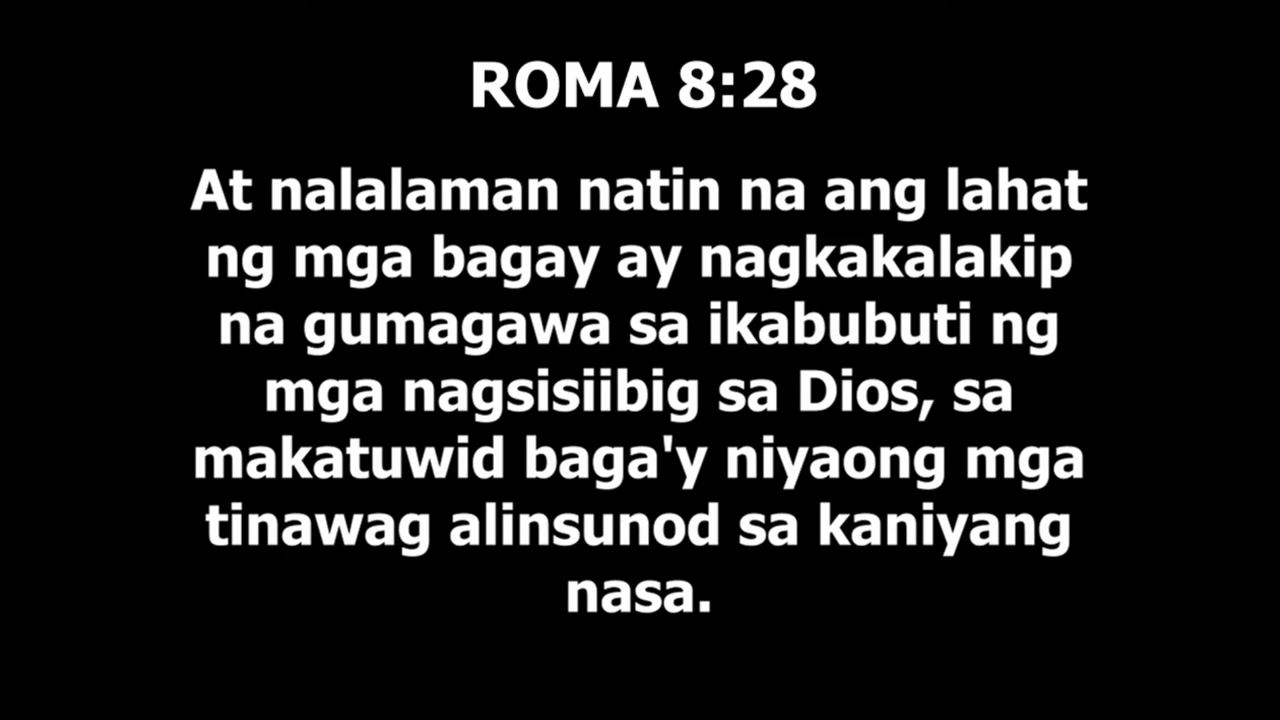 ROMA 8:28
At nalalaman natin na ang lahat
ng mga bagay ay nagkakalakip
na gumagawa sa ikabubuti ng
mga nagsisiibig sa Dios, sa
makatuwid baga'y niyaong mga
tinawag alinsunod sa kaniyang
nasa.